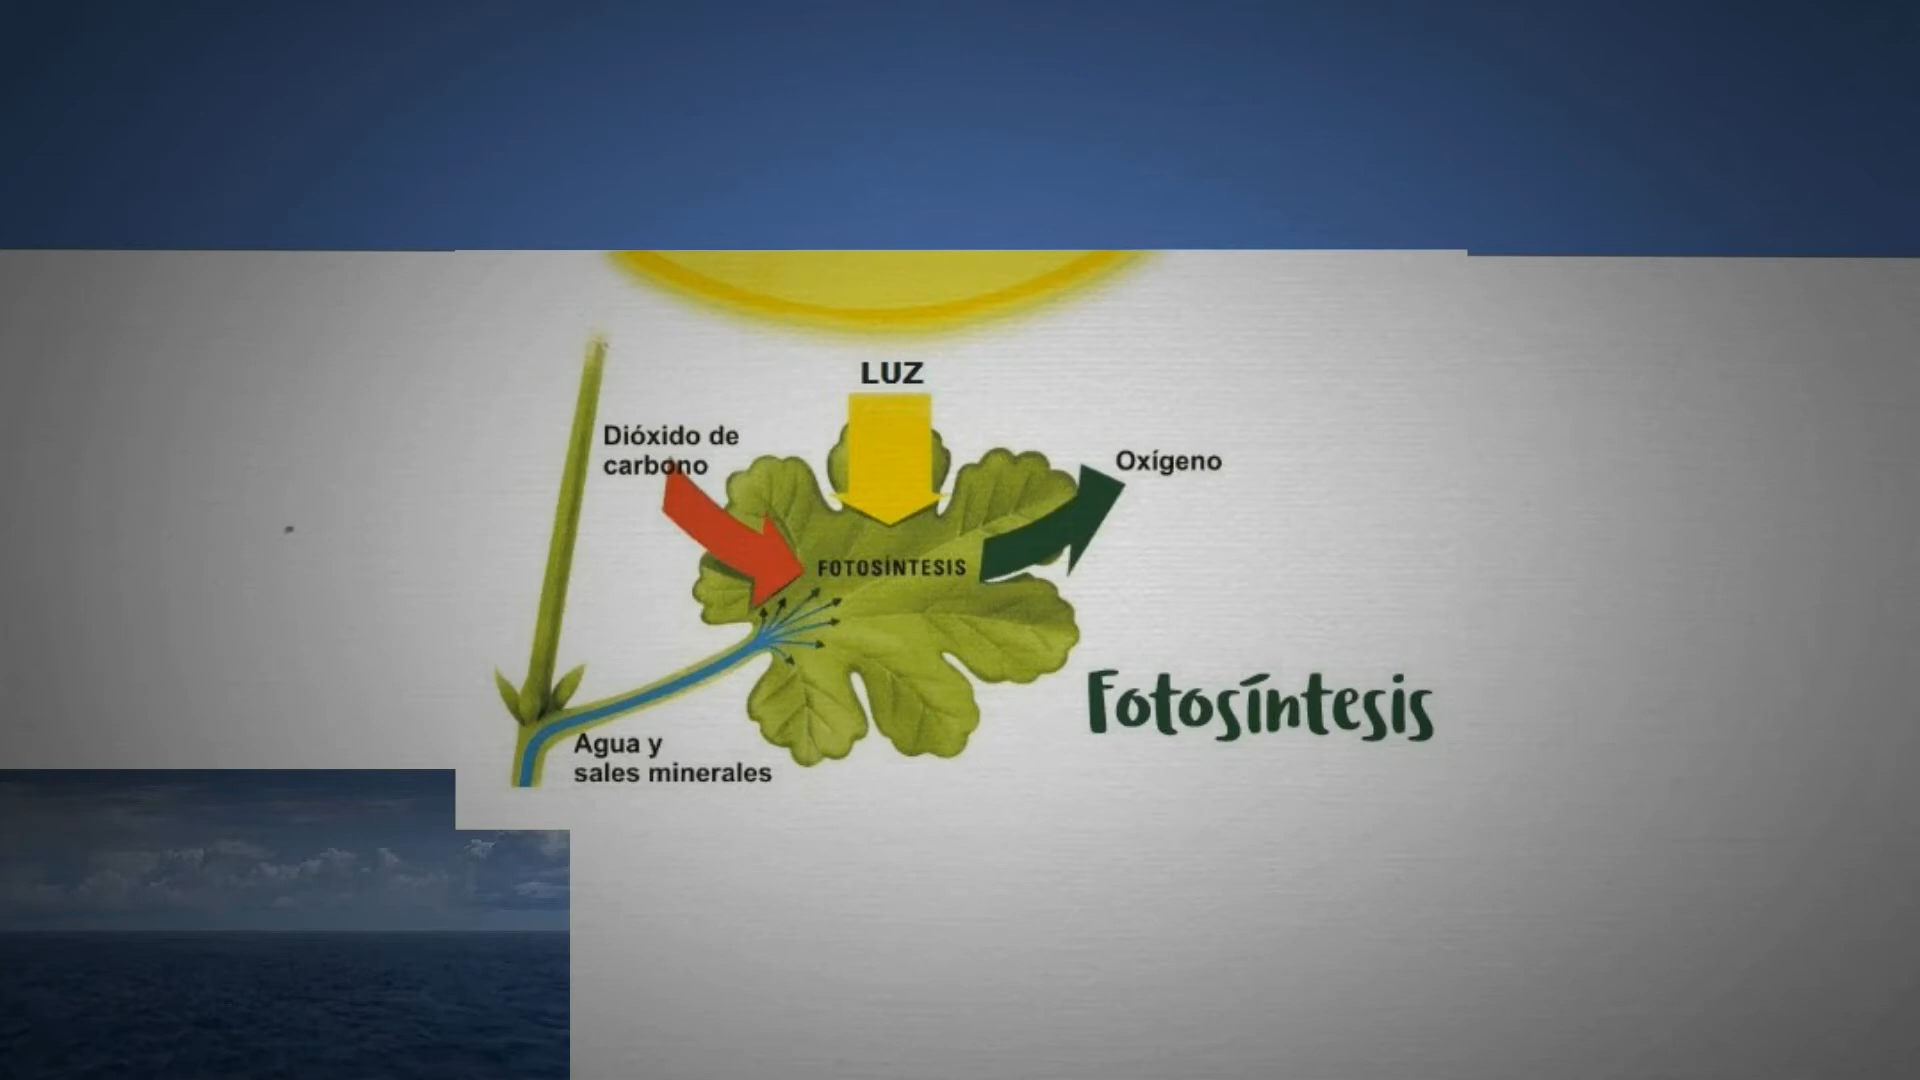 LUZ
Dióxido de
carbono
Oxígeno
FOTOSÍNTESIS
Fotosíntesis
Agua y
sales minerales